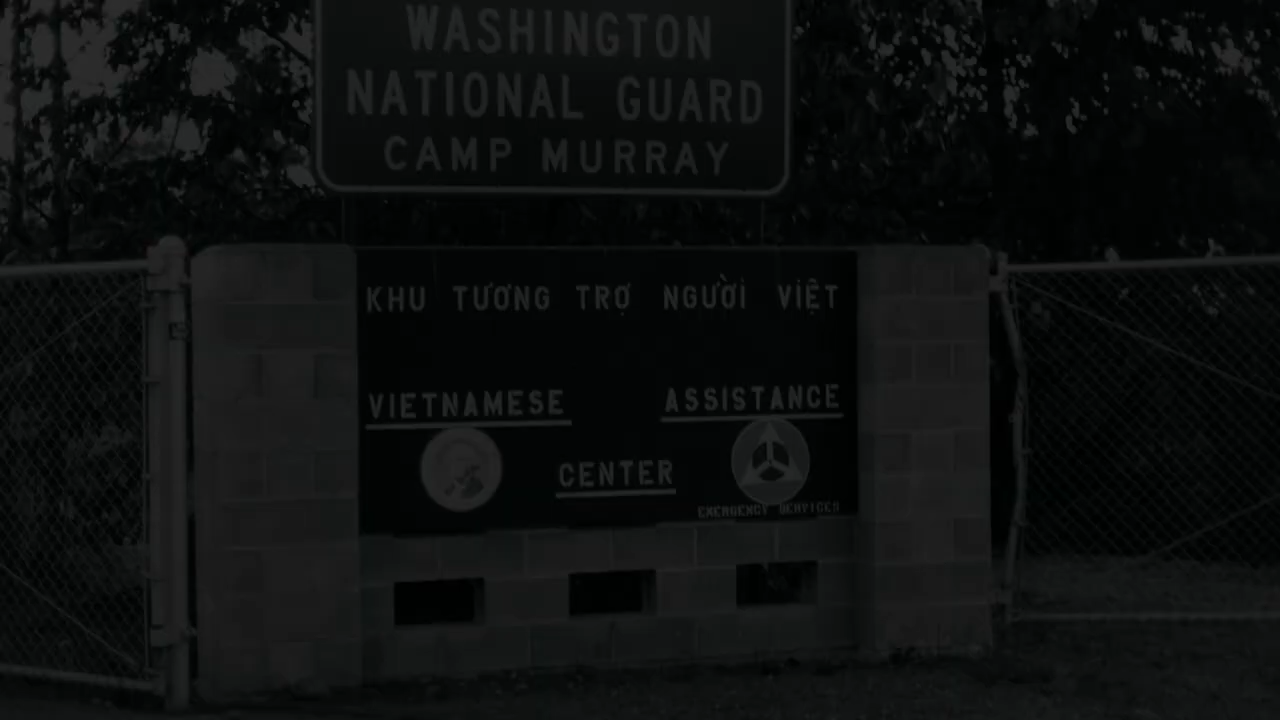 WASHINGTON
NATIONAL GUARD
CAMP MURRAY
KHU TƯƠNG TRỢ NGƯỜI VIỆT
VIETNAMESE ASSISTANCE
CENTER
EMERGENCY SERVICES